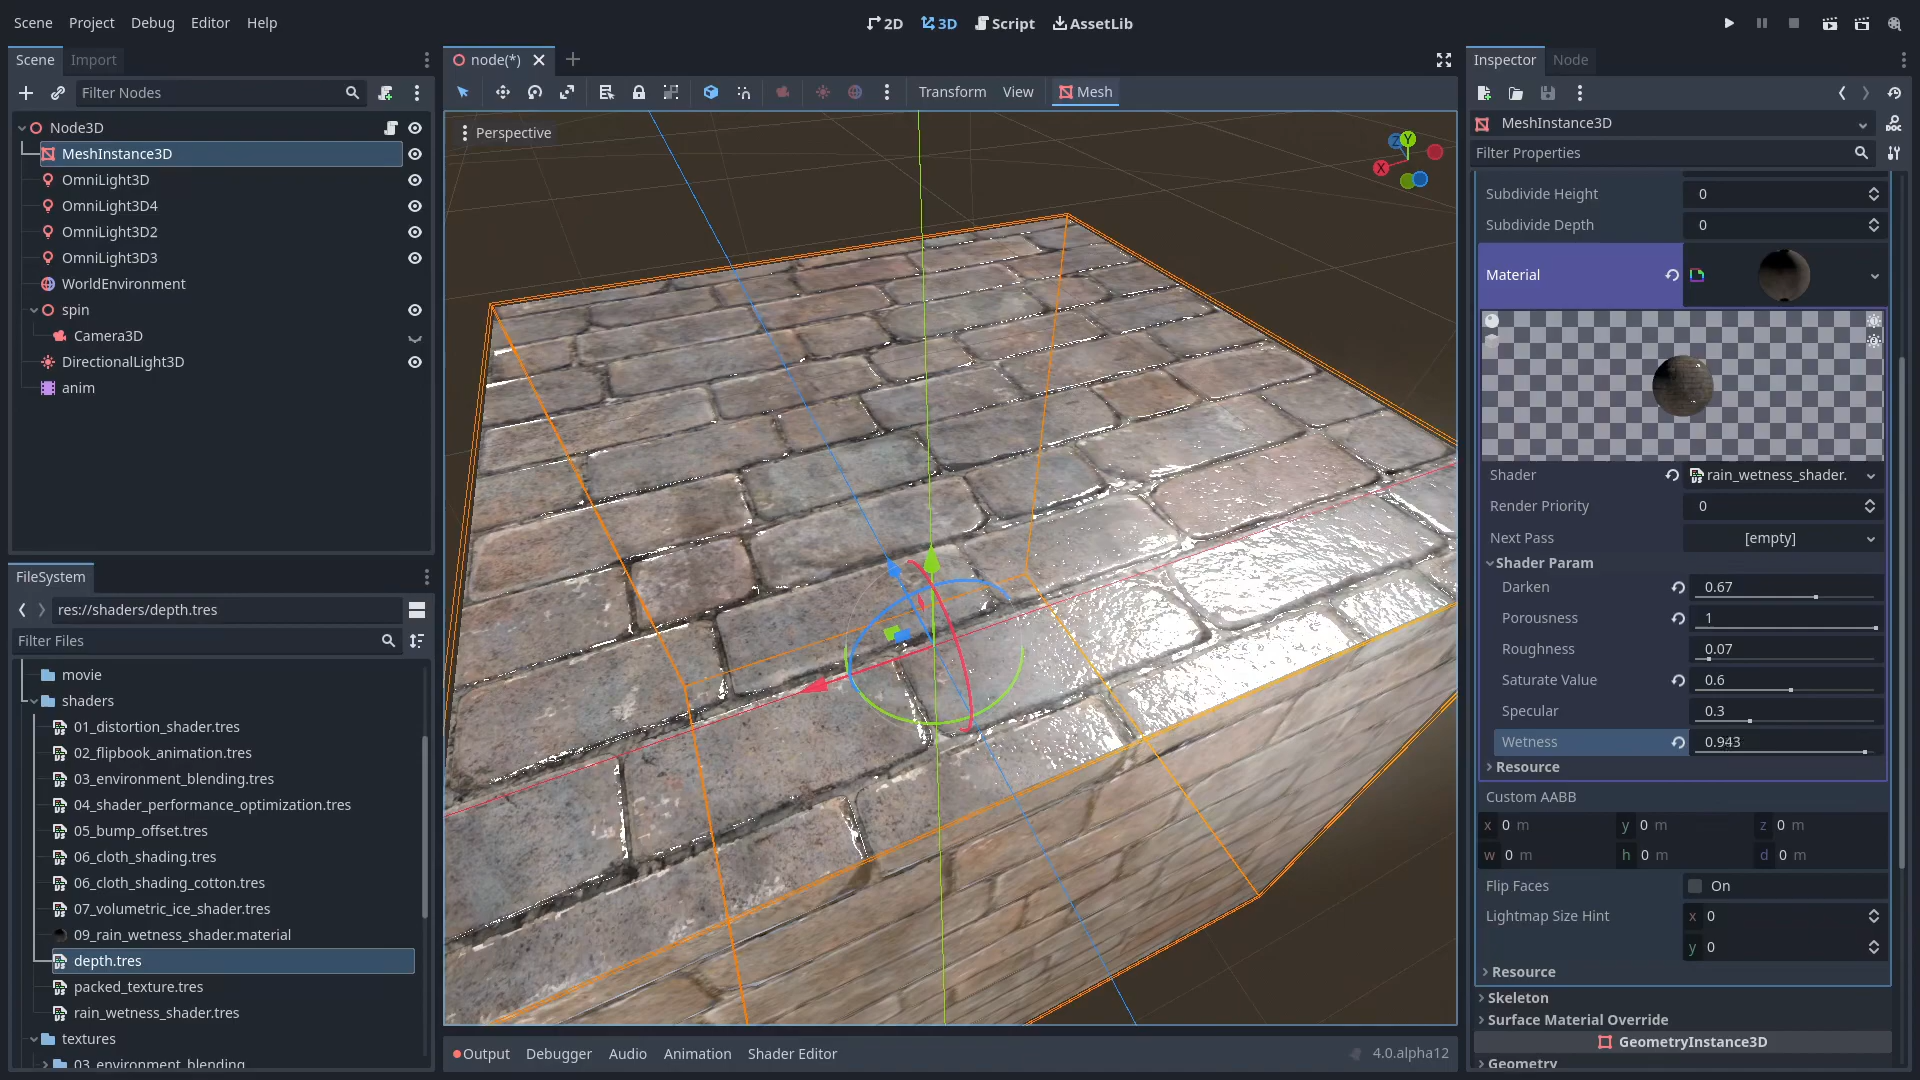 Scene Project Debug Editor Help
2D 3D Script AssetLib
Scene Import
Filter Nodes
Node3D
MeshInstance3D
OmniLight3D
OmniLight3D4
OmniLight3D2
OmniLight3D3
WorldEnvironment
spin
Camera3D
DirectionalLight3D
anim
FileSystem
res://shaders/depth.tres
Filter Files
movie
shaders
01_distortion_shader.tres
02_flipbook_animation.tres
03_environment_blending.tres
04_shader_performance_optimization.tres
05_bump_offset.tres
06_cloth_shading.tres
06_cloth_shading_cotton.tres
07_volumetric_ice_shader.tres
09_rain_wetness_shader.material
depth.tres
packed_texture.tres
rain_wetness_shader.tres
textures
03_environment_blending
node(*)
Transform View Mesh
Perspective
Z Y
X
Output Debugger Audio Animation Shader Editor 4.0.alpha12
Inspector Node
MeshInstance3D
DOC
Filter Properties
Subdivide Height 0
Subdivide Depth 0
Material
Shader rain_wetness_shader.
Render Priority 0
Next Pass [empty]
Shader Param
Darken 0.67
Porousness 1
Roughness 0.07
Saturate Value 0.6
Specular 0.3
Wetness 0.943
Resource
Custom AABB
x 0 m y 0 m z 0 m
w 0 m h 0 m d 0 m
Flip Faces On
Lightmap Size Hint x 0
y 0
Resource
Skeleton
Surface Material Override
GeometryInstance3D
Geometry